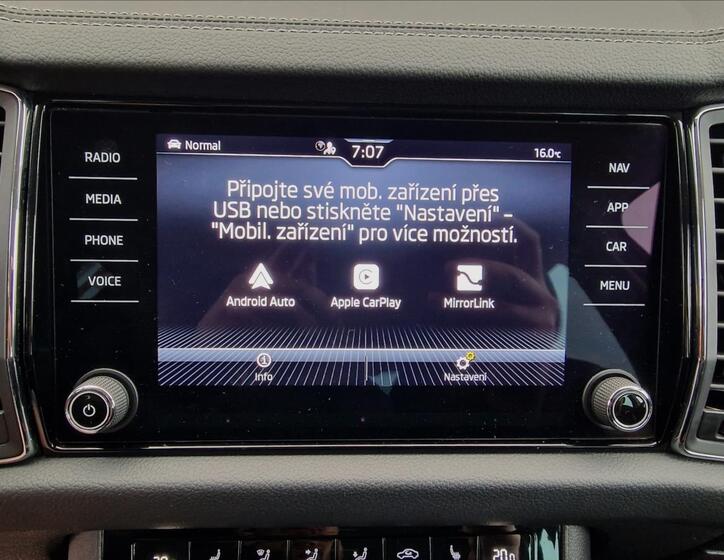 Normal
7:07
16.0°C
RADIO
MEDIA
PHONE
VOICE
NAV
APP
CAR
MENU
Připojte své mob. zařízení přes
USB nebo stiskněte "Nastavení" –
"Mobil. zařízení" pro více možností.
Android Auto
Apple CarPlay
MirrorLink
Info
Nastavení